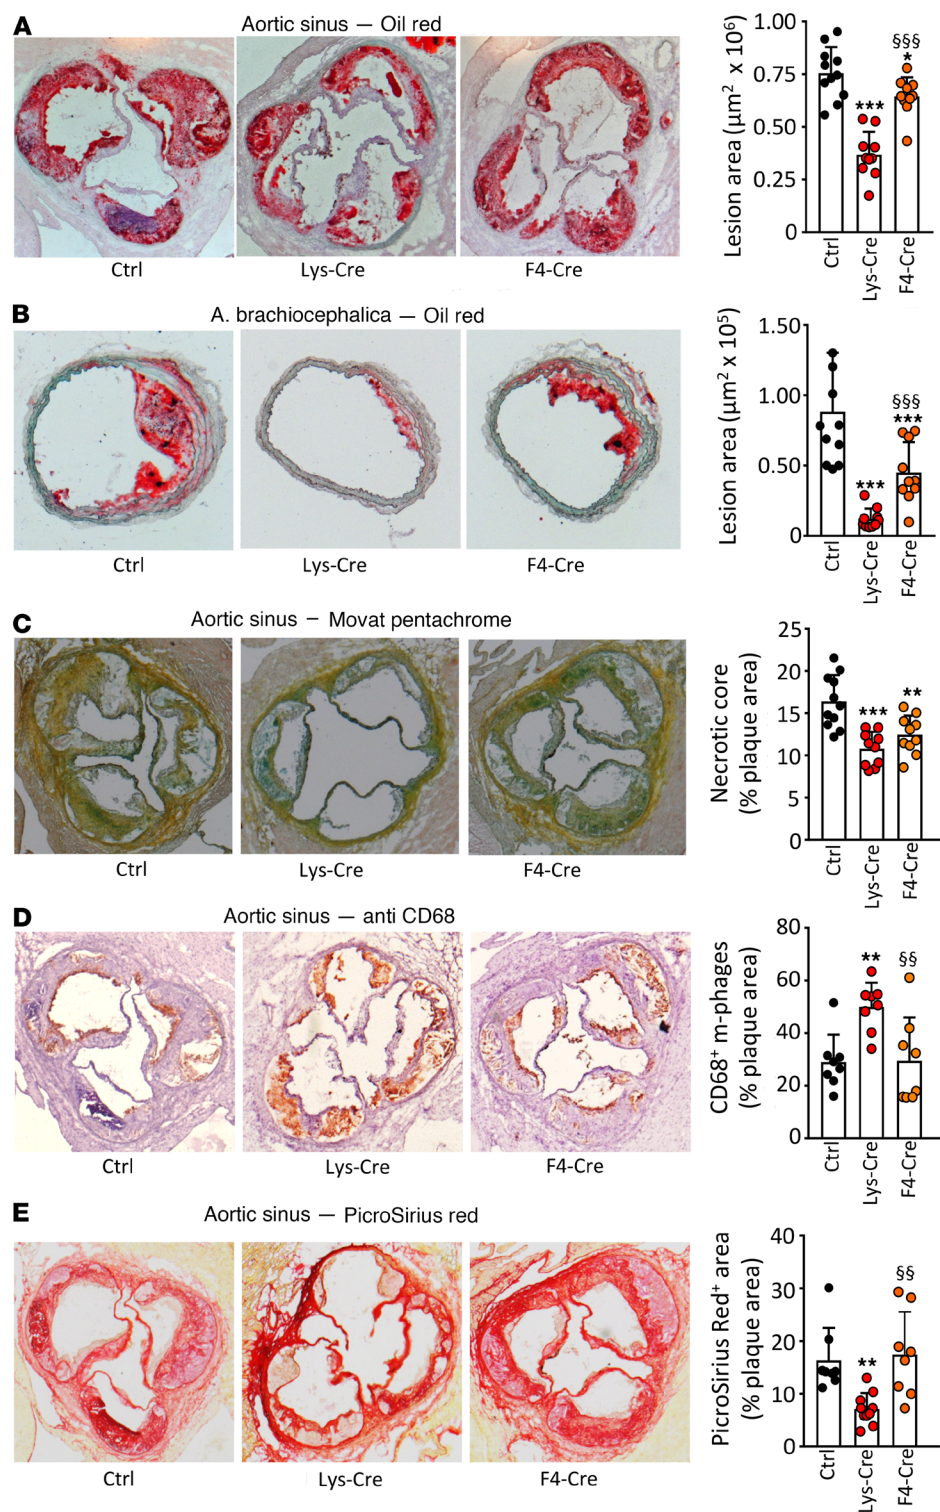 A
Aortic sinus — Oil red
Ctrl
Lys-Cre
F4-Cre
Lesion area (µm² x 10⁶)
1.00
0.75
0.50
0.25
0
***
§§§
*
Ctrl
Lys-Cre
F4-Cre
B
A. brachiocephalica — Oil red
Ctrl
Lys-Cre
F4-Cre
Lesion area (µm² x 10⁵)
1.50
1.00
0.50
0
***
§§§
***
Ctrl
Lys-Cre
F4-Cre
C
Aortic sinus – Movat pentachrome
Ctrl
Lys-Cre
F4-Cre
Necrotic core
(% plaque area)
25
20
15
10
5
0
***
**
Ctrl
Lys-Cre
F4-Cre
D
Aortic sinus — anti CD68
Ctrl
Lys-Cre
F4-Cre
CD68⁺ m-phages
(% plaque area)
80
60
40
20
0
**
§§
Ctrl
Lys-Cre
F4-Cre
E
Aortic sinus — PicroSirius red
Ctrl
Lys-Cre
F4-Cre
PicroSirius Red⁺ area
(% plaque area)
40
30
20
10
0
**
§§
Ctrl
Lys-Cre
F4-Cre